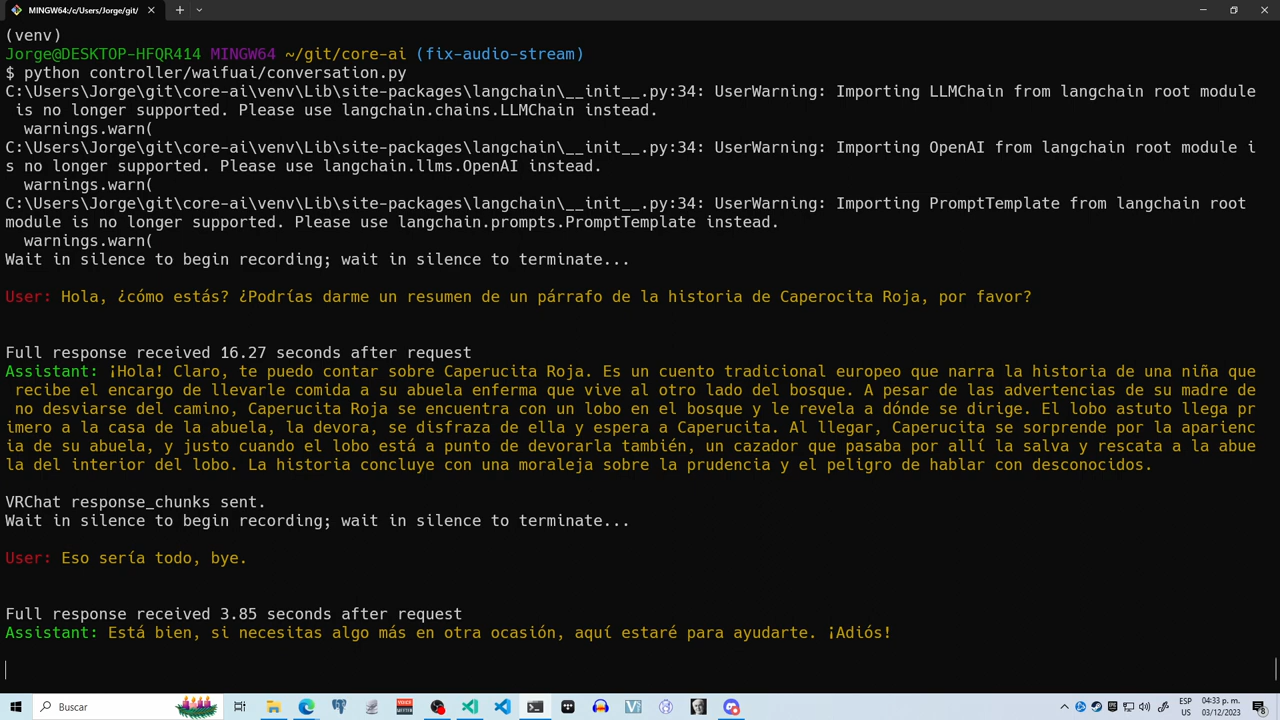 MINGW64:/c/Users/Jorge/git/
(venv)
Jorge@DESKTOP-HFQR414 MINGW64 ~/git/core-ai (fix-audio-stream)
$ python controller/waifuai/conversation.py
C:\Users\Jorge\git\core-ai\venv\Lib\site-packages\langchain\__init__.py:34: UserWarning: Importing LLMChain from langchain root module
 is no longer supported. Please use langchain.chains.LLMChain instead.
  warnings.warn(
C:\Users\Jorge\git\core-ai\venv\Lib\site-packages\langchain\__init__.py:34: UserWarning: Importing OpenAI from langchain root module i
s no longer supported. Please use langchain.llms.OpenAI instead.
  warnings.warn(
C:\Users\Jorge\git\core-ai\venv\Lib\site-packages\langchain\__init__.py:34: UserWarning: Importing PromptTemplate from langchain root
module is no longer supported. Please use langchain.prompts.PromptTemplate instead.
  warnings.warn(
Wait in silence to begin recording; wait in silence to terminate...
User: Hola, ¿cómo estás? ¿Podrías darme un resumen de un párrafo de la historia de Caperocita Roja, por favor?
Full response received 16.27 seconds after request
Assistant: ¡Hola! Claro, te puedo contar sobre Caperucita Roja. Es un cuento tradicional europeo que narra la historia de una niña que
 recibe el encargo de llevarle comida a su abuela enferma que vive al otro lado del bosque. A pesar de las advertencias de su madre de
 no desviarse del camino, Caperucita Roja se encuentra con un lobo en el bosque y le revela a dónde se dirige. El lobo astuto llega pr
imero a la casa de la abuela, la devora, se disfraza de ella y espera a Caperucita. Al llegar, Caperucita se sorprende por la aparienc
ia de su abuela, y justo cuando el lobo está a punto de devorarla también, un cazador que pasaba por allí la salva y rescata a la abue
la del interior del lobo. La historia concluye con una moraleja sobre la prudencia y el peligro de hablar con desconocidos.
VRChat response_chunks sent.
Wait in silence to begin recording; wait in silence to terminate...
User: Eso sería todo, bye.
Full response received 3.85 seconds after request
Assistant: Está bien, si necesitas algo más en otra ocasión, aquí estaré para ayudarte. ¡Adiós!
Buscar
ESP
US
04:33 p. m.
03/12/2023